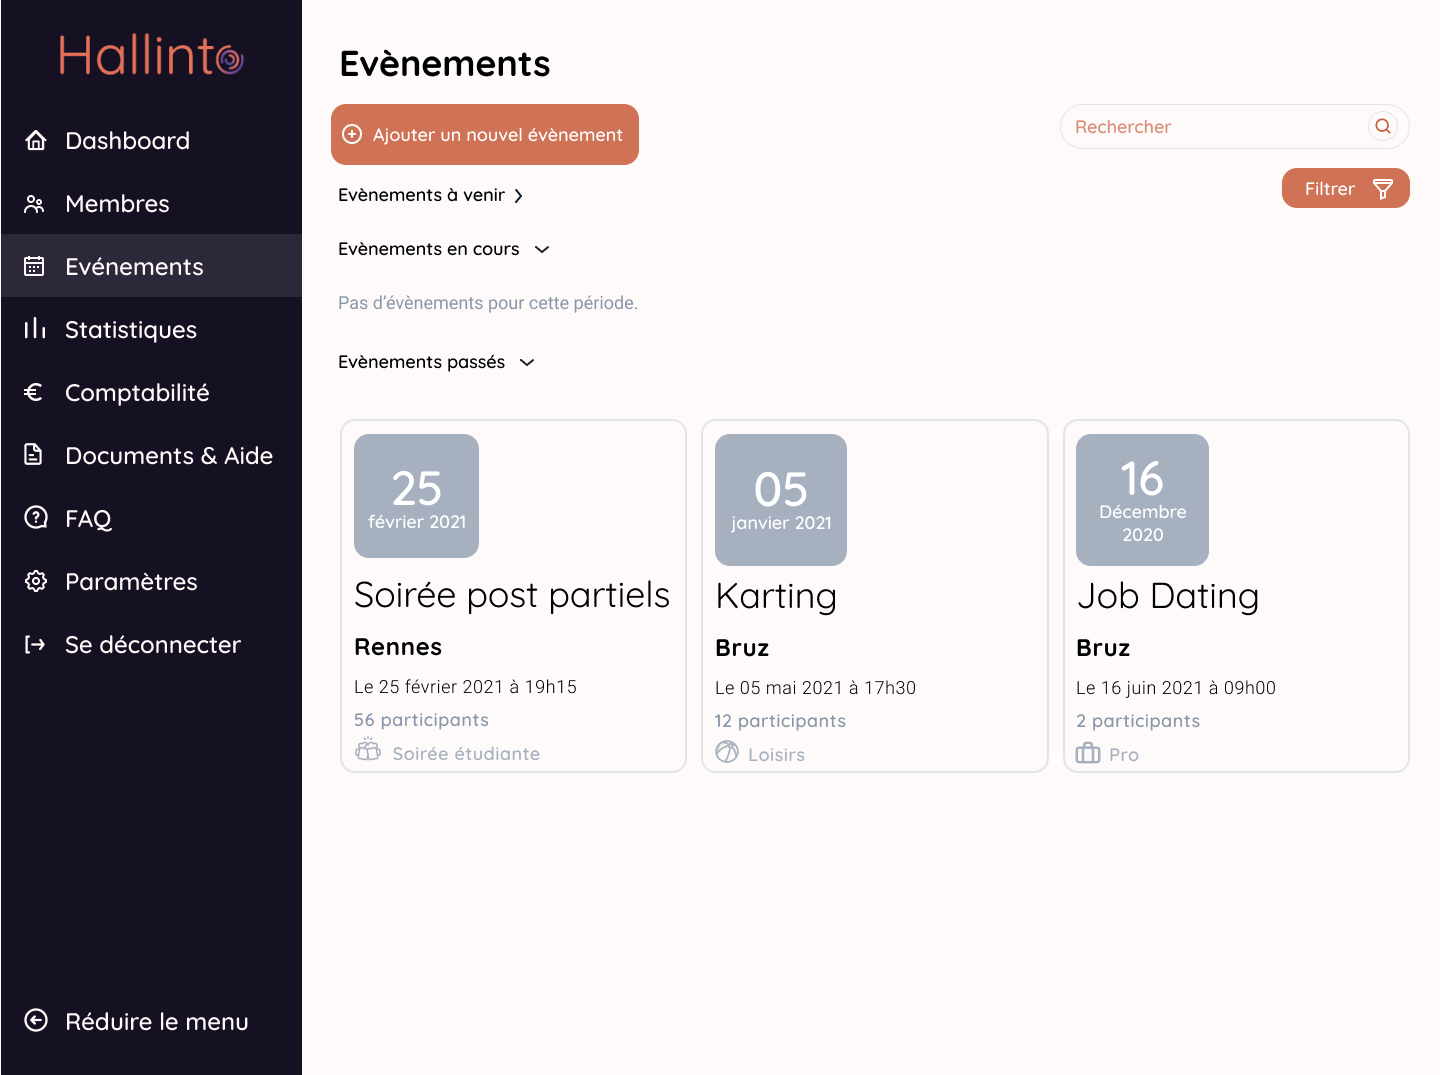 Hallinto
Dashboard
Membres
Evénements
Statistiques
Comptabilité
Documents & Aide
FAQ
Paramètres
Se déconnecter
Réduire le menu
Evènements
Ajouter un nouvel évènement
Rechercher
Filtrer
Evènements à venir
Evènements en cours
Pas d’évènements pour cette période.
Evènements passés
25
février 2021
Soirée post partiels
Rennes
Le 25 février 2021 à 19h15
56 participants
Soirée étudiante
05
janvier 2021
Karting
Bruz
Le 05 mai 2021 à 17h30
12 participants
Loisirs
16
Décembre
2020
Job Dating
Bruz
Le 16 juin 2021 à 09h00
2 participants
Pro